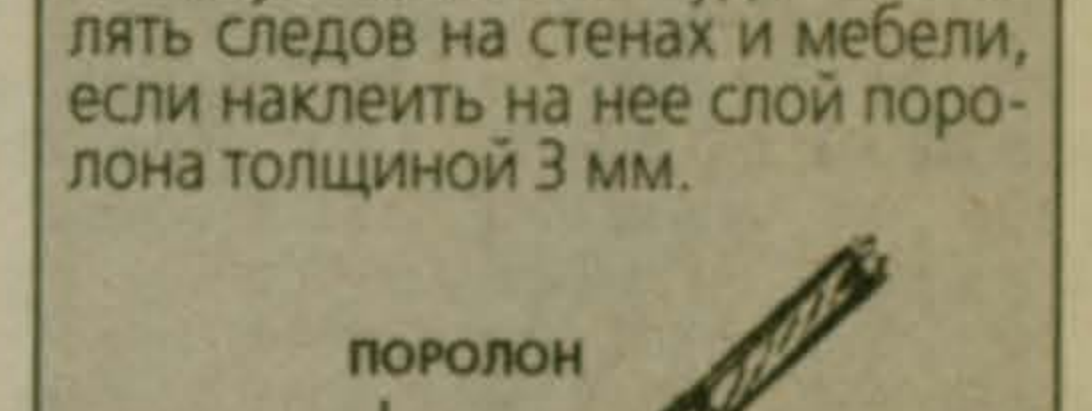 лять следов на стенах и мебели,
если наклеить на нее слой поро-
лона толщиной 3 мм.
ПОРОЛОН